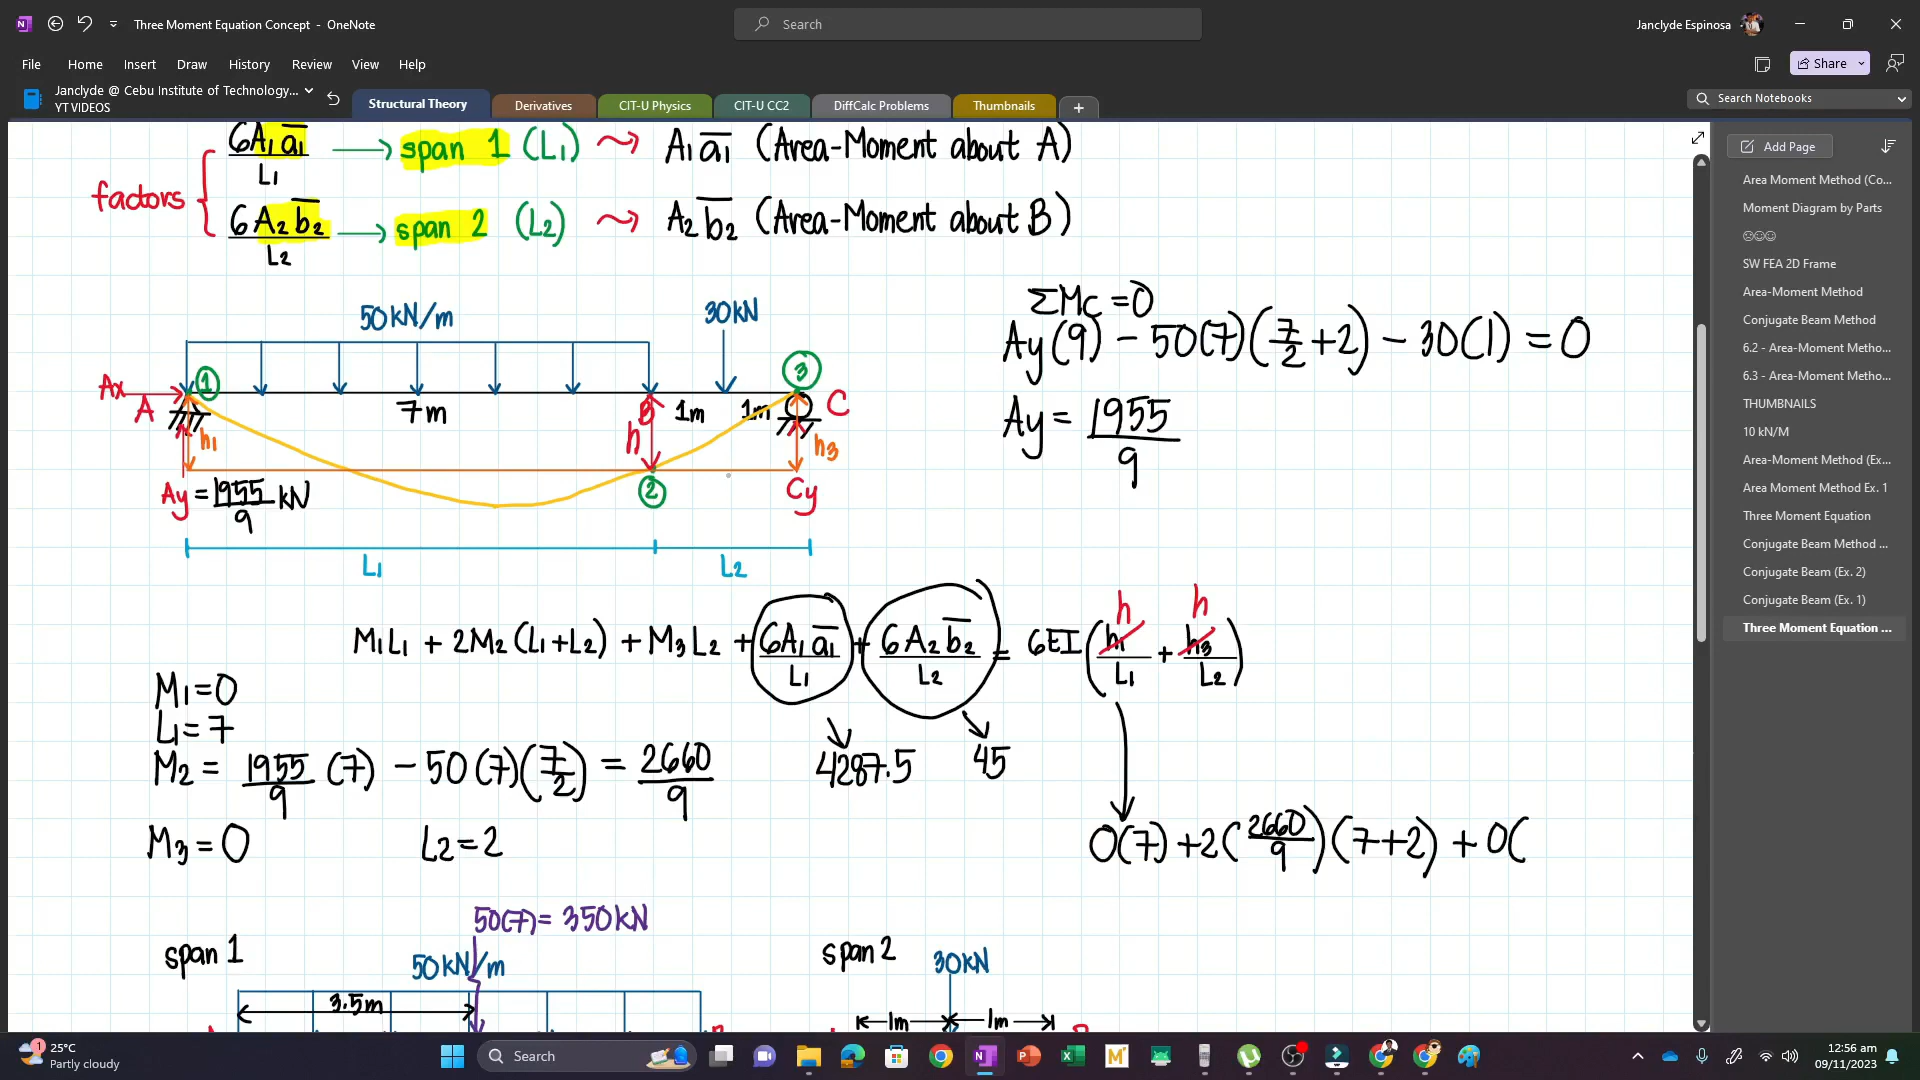 Three Moment Equation Concept - OneNote
Search
Janclyde Espinosa
File Home Insert Draw History Review View Help
Share
Janclyde @ Cebu Institute of Technology...
YT VIDEOS
Structural Theory
Derivatives
CIT-U Physics
CIT-U CC2
DiffCalc Problems
Thumbnails
+
Search Notebooks
Add Page
Area Moment Method (Co...
Moment Diagram by Parts
SW FEA 2D Frame
Area-Moment Method
Conjugate Beam Method
6.2 - Area-Moment Metho...
6.3 - Area-Moment Metho...
THUMBNAILS
10 kN/M
Area-Moment Method (Ex...
Area Moment Method Ex. 1
Three Moment Equation
Conjugate Beam Method ...
Conjugate Beam (Ex. 2)
Conjugate Beam (Ex. 1)
Three Moment Equation ...
factors
6A₁a̅₁/L₁ → span 1 (L₁) ⇝ A₁a̅₁ (Area-Moment about A)
6A₂b̅₂/L₂ → span 2 (L₂) ⇝ A₂b̅₂ (Area-Moment about B)
50kN/m
30kN
Ax
A
1
7m
B
1m
1m
3
C
h₁
h
h₃
2
Ay = 1955/9 kN
Cy
L₁
L₂
ΣMc = 0
Ay(9) - 50(7)(7/2+2) - 30(1) = 0
Ay = 1955/9
h h
M₁L₁ + 2M₂(L₁+L₂) + M₃L₂ + 6A₁a̅₁/L₁ + 6A₂b̅₂/L₂ = 6EI(h₁/L₁ + h₃/L₂)
M₁=0
L₁=7
M₂ = 1955/9 (7) - 50(7)(7/2) = 2660/9
4287.5
45
M₃ = 0
L₂=2
0(7) + 2(2660/9)(7+2) + 0(
span 1
50(7)= 350kN
50kN/m
3.5m
span 2
30kN
1m
1m
1
25°C
Partly cloudy
Search
12:56 am
09/11/2023